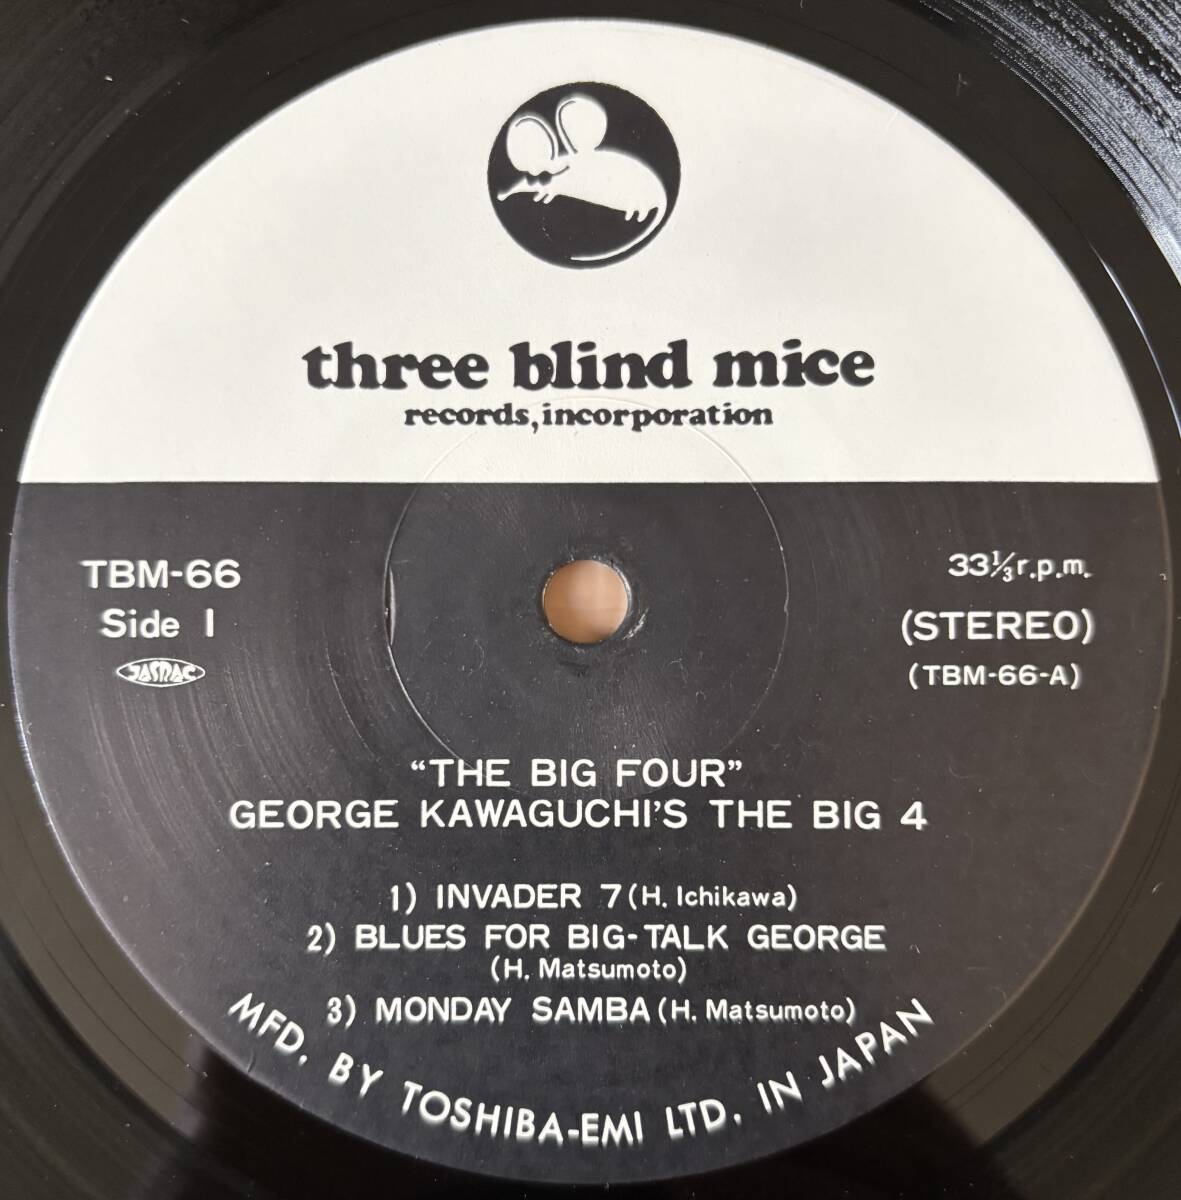 three blind mice
records, incorporation
TBM-66
Side 1
JASRAC
33⅓r.p.m.
(STEREO)
(TBM-66-A)
“THE BIG FOUR”
GEORGE KAWAGUCHI'S THE BIG 4
1) INVADER 7 (H. Ichikawa)
2) BLUES FOR BIG-TALK GEORGE
(H. Matsumoto)
3) MONDAY SAMBA (H. Matsumoto)
MFD. BY TOSHIBA-EMI LTD. IN JAPAN